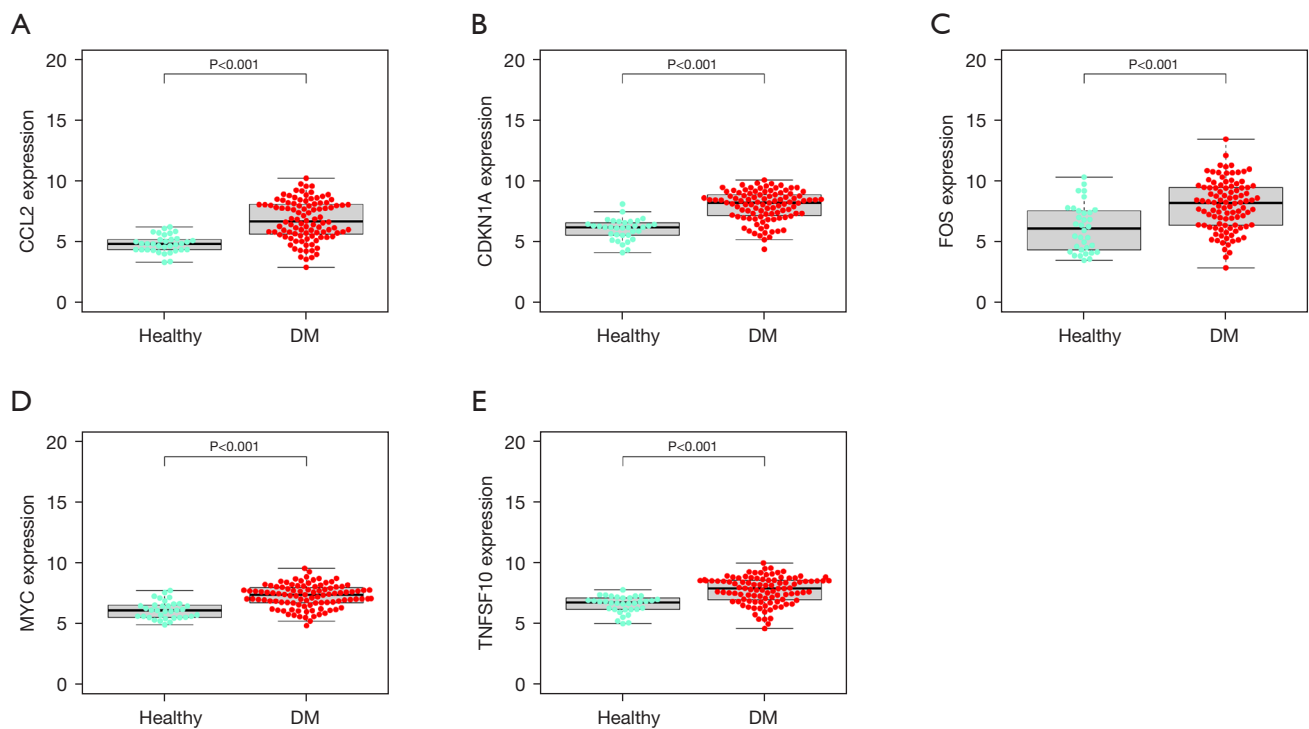 A
CCL2 expression
20
15
10
5
0
P<0.001
Healthy
DM
B
CDKN1A expression
20
15
10
5
0
P<0.001
Healthy
DM
C
FOS expression
20
15
10
5
0
P<0.001
Healthy
DM
D
MYC expression
20
15
10
5
0
P<0.001
Healthy
DM
E
TNFSF10 expression
20
15
10
5
0
P<0.001
Healthy
DM